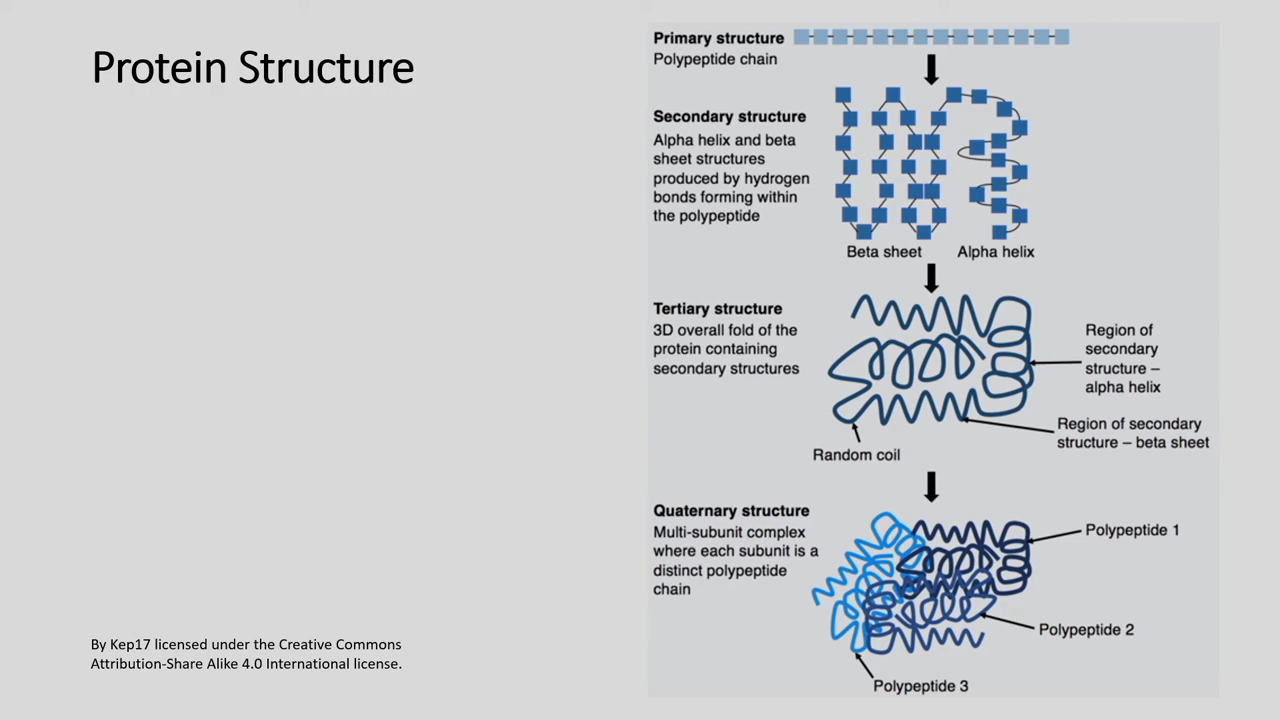 Protein Structure
Primary structure
Polypeptide chain
Secondary structure
Alpha helix and beta
sheet structures
produced by hydrogen
bonds forming within
the polypeptide
Beta sheet
Alpha helix
Tertiary structure
3D overall fold of the
protein containing
secondary structures
Region of
secondary
structure –
alpha helix
Region of secondary
structure – beta sheet
Random coil
Quaternary structure
Multi-subunit complex
where each subunit is a
distinct polypeptide
chain
Polypeptide 1
Polypeptide 2
Polypeptide 3
By Kep17 licensed under the Creative Commons
Attribution-Share Alike 4.0 International license.